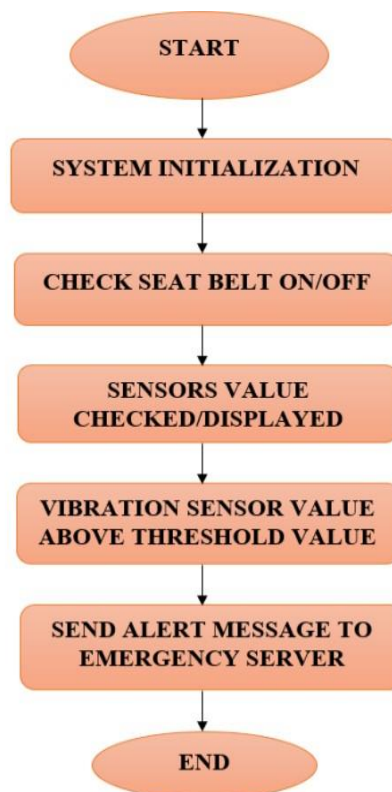 START
SYSTEM INITIALIZATION
CHECK SEAT BELT ON/OFF
SENSORS VALUE
CHECKED/DISPLAYED
VIBRATION SENSOR VALUE
ABOVE THRESHOLD VALUE
SEND ALERT MESSAGE TO
EMERGENCY SERVER
END